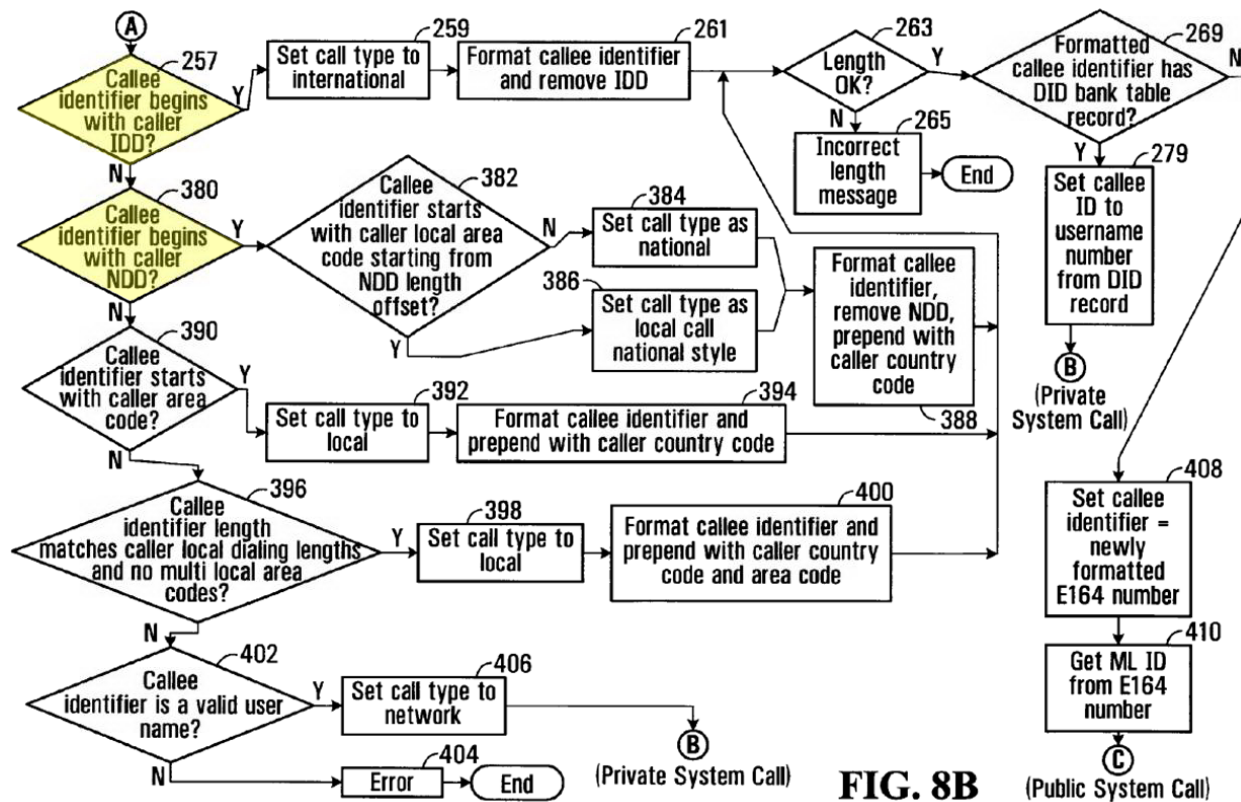 A
257
Callee
identifier begins
with caller
IDD?
Y
N
259
Set call type to
international
261
Format callee identifier
and remove IDD
263
Length
OK?
Y
N
265
Incorrect
length
message
End
269
Formatted
callee identifier has
DID bank table
record?
N
Y
279
Set callee
ID to
username
number
from DID
record
B
(Private
System Call)
380
Callee
identifier begins
with caller
NDD?
Y
N
382
Callee
identifier starts
with caller local area
code starting from
NDD length
offset?
N
Y
384
Set call type as
national
386
Set call type as
local call
national style
Format callee
identifier,
remove NDD,
prepend with
caller country
code
388
390
Callee
identifier starts
with caller area
code?
Y
N
392
Set call type
to local
394
Format callee identifier and
prepend with caller country code
396
Callee
identifier length
matches caller local dialing lengths
and no multi local area
codes?
Y
N
398
Set call type to
local
400
Format callee identifier and
prepend with caller country
code and area code
402
Callee
identifier is a valid user
name?
Y
N
406
Set call type to
network
B
(Private System Call)
404
Error
End
408
Set callee
identifier =
newly
formatted
E164 number
410
Get ML ID
from E164
number
C
(Public System Call)
FIG. 8B